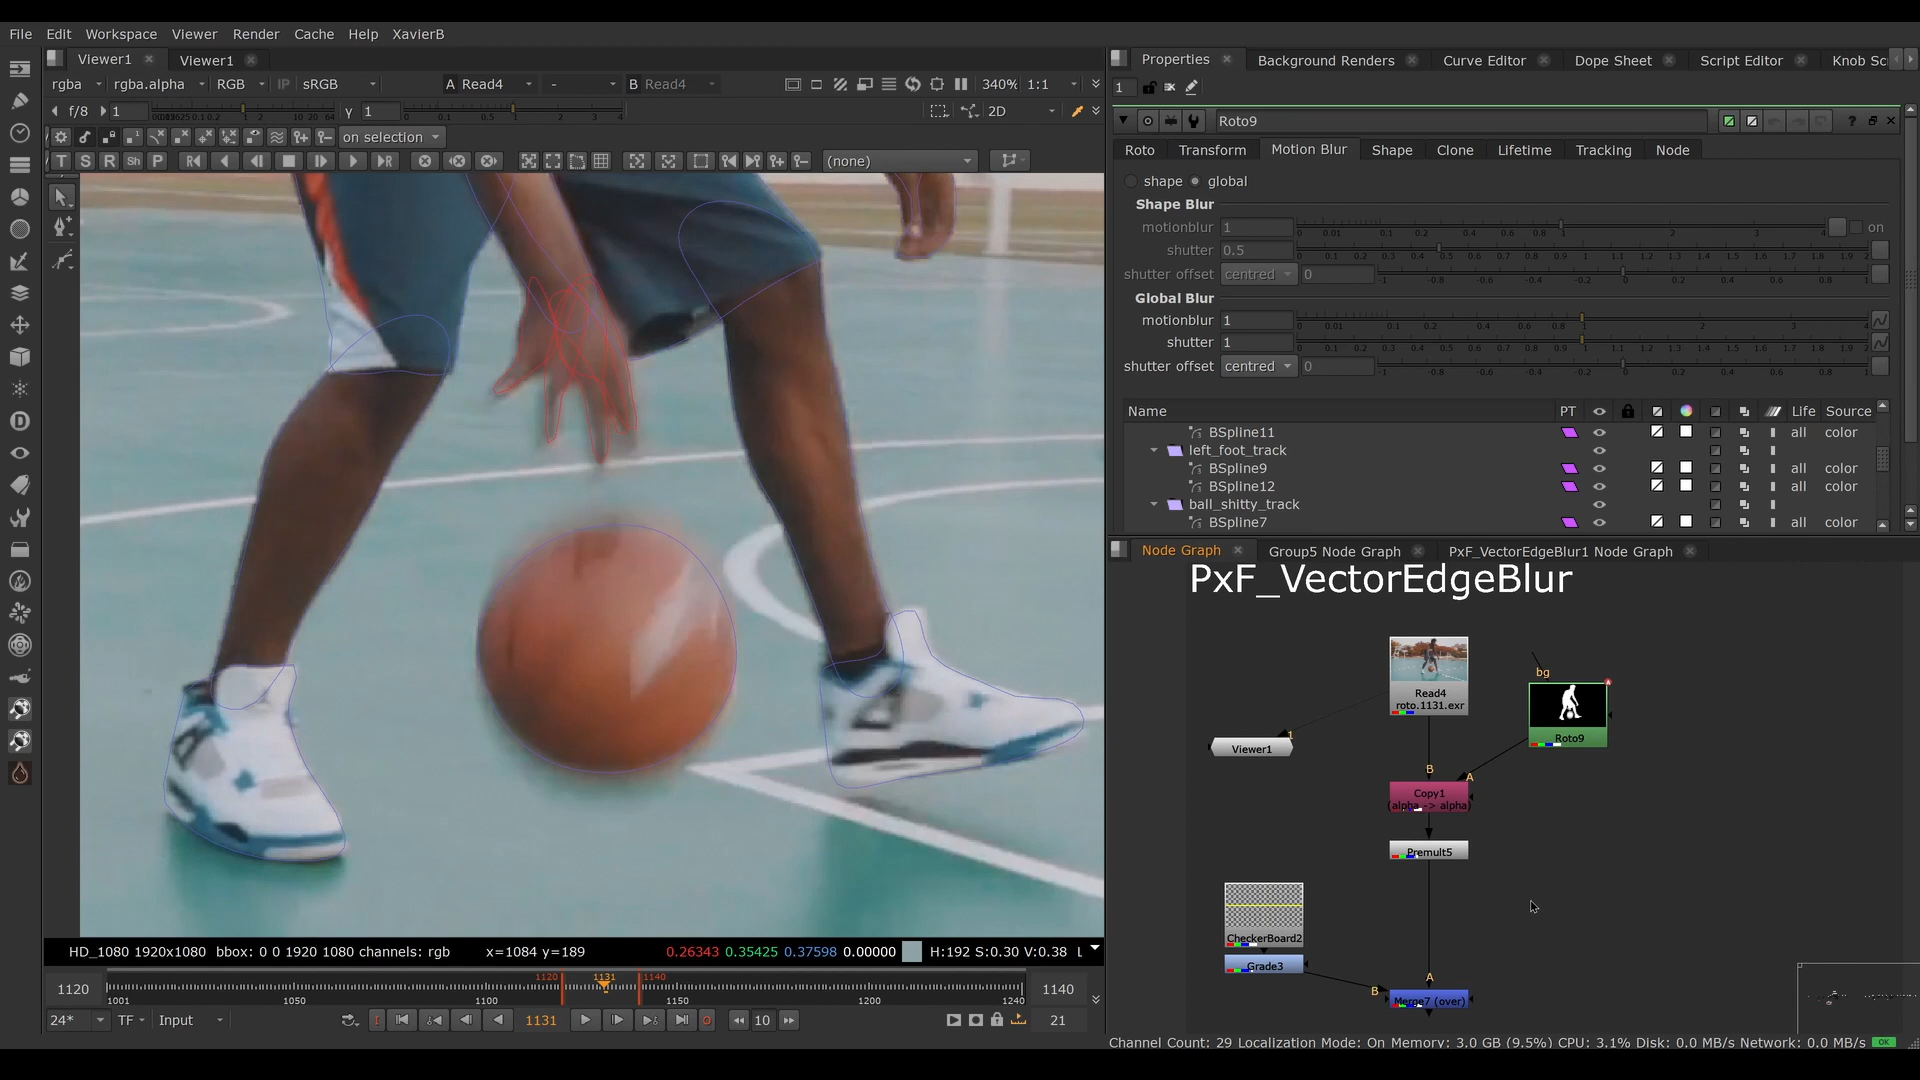 File Edit Workspace Viewer Render Cache Help XavierB
Viewer1 Viewer1
rgba rgba.alpha RGB IP sRGB A Read4 - B Read4 340% 1:1
f/8 1 γ 1 2D
on selection
T S R Sh P (none)
HD_1080 1920x1080 bbox: 0 0 1920 1080 channels: rgb x=1084 y=189 0.26343 0.35425 0.37598 0.00000 H:192 S:0.30 V:0.38 L
1120 1131 1140
1120 1140
1001 1050 1100 1150 1200 1240
24* TF Input 1131 10 21
Properties Background Renders Curve Editor Dope Sheet Script Editor Knob Sc
1
Roto9
Roto Transform Motion Blur Shape Clone Lifetime Tracking Node
shape global
Shape Blur
motionblur 1 on
shutter 0.5
shutter offset centred 0
Global Blur
motionblur 1
shutter 1
shutter offset centred 0
Name PT Life Source
BSpline11 all color
left_foot_track
BSpline9 all color
BSpline12 all color
ball_shitty_track
BSpline7 all color
Node Graph Group5 Node Graph PxF_VectorEdgeBlur1 Node Graph
PxF_VectorEdgeBlur
bg
Read4
roto.1131.exr
Roto9
1
Viewer1
B A
Copy1
(alpha -> alpha)
Premult5
CheckerBoard2
Grade3
A
B
Merge7 (over)
Channel Count: 29 Localization Mode: On Memory: 3.0 GB (9.5%) CPU: 3.1% Disk: 0.0 MB/s Network: 0.0 MB/s OK